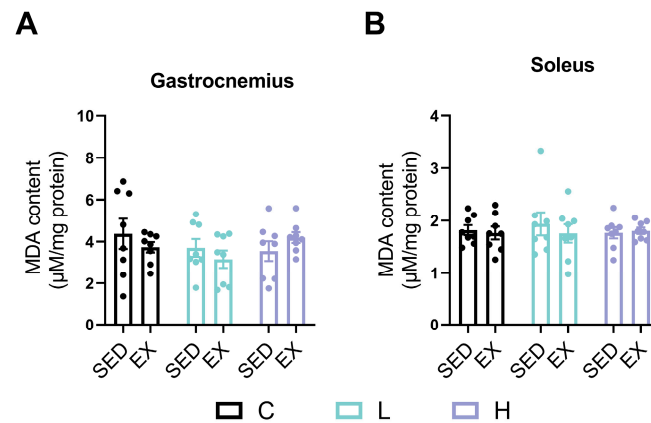 A
B
Gastrocnemius
Soleus
MDA content
(µM/mg protein)
10
8
6
4
2
0
SED
EX
SED
EX
SED
EX
MDA content
(µM/mg protein)
4
3
2
1
0
SED
EX
SED
EX
SED
EX
C
L
H